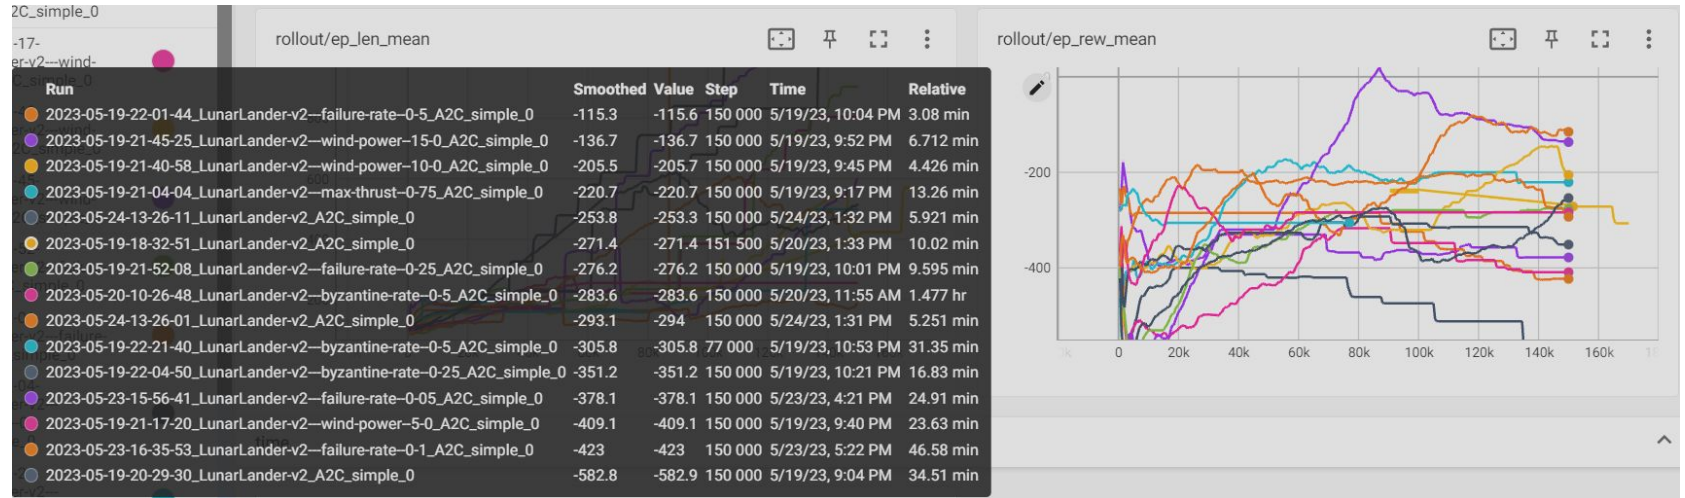 2C_simple_0
-17-
er-v2---wind-
C_simple_0
rollout/ep_len_mean
rollout/ep_rew_mean
Run Smoothed Value Step Time Relative
2023-05-19-22-01-44_LunarLander-v2---failure-rate--0-5_A2C_simple_0 -115.3 -115.6 150 000 5/19/23, 10:04 PM 3.08 min
2023-05-19-21-45-25_LunarLander-v2---wind-power--15-0_A2C_simple_0 -136.7 -136.7 150 000 5/19/23, 9:52 PM 6.712 min
2023-05-19-21-40-58_LunarLander-v2---wind-power--10-0_A2C_simple_0 -205.5 -205.7 150 000 5/19/23, 9:45 PM 4.426 min
2023-05-19-21-04-04_LunarLander-v2---max-thrust--0-75_A2C_simple_0 -220.7 -220.7 150 000 5/19/23, 9:17 PM 13.26 min
2023-05-24-13-26-11_LunarLander-v2_A2C_simple_0 -253.8 -253.3 150 000 5/24/23, 1:32 PM 5.921 min
2023-05-19-18-32-51_LunarLander-v2_A2C_simple_0 -271.4 -271.4 151 500 5/20/23, 1:33 PM 10.02 min
2023-05-19-21-52-08_LunarLander-v2---failure-rate--0-25_A2C_simple_0 -276.2 -276.2 150 000 5/19/23, 10:01 PM 9.595 min
2023-05-20-10-26-48_LunarLander-v2---byzantine-rate--0-5_A2C_simple_0 -283.6 -283.6 150 000 5/20/23, 11:55 AM 1.477 hr
2023-05-24-13-26-01_LunarLander-v2_A2C_simple_0 -293.1 -294 150 000 5/24/23, 1:31 PM 5.251 min
2023-05-19-22-21-40_LunarLander-v2---byzantine-rate--0-5_A2C_simple_0 -305.8 -305.8 77 000 5/19/23, 10:53 PM 31.35 min
2023-05-19-22-04-50_LunarLander-v2---byzantine-rate--0-25_A2C_simple_0 -351.2 -351.2 150 000 5/19/23, 10:21 PM 16.83 min
2023-05-23-15-56-41_LunarLander-v2---failure-rate--0-05_A2C_simple_0 -378.1 -378.1 150 000 5/23/23, 4:21 PM 24.91 min
2023-05-19-21-17-20_LunarLander-v2---wind-power--5-0_A2C_simple_0 -409.1 -409.1 150 000 5/19/23, 9:40 PM 23.63 min
2023-05-23-16-35-53_LunarLander-v2---failure-rate--0-1_A2C_simple_0 -423 -423 150 000 5/23/23, 5:22 PM 46.58 min
2023-05-19-20-29-30_LunarLander-v2_A2C_simple_0 -582.8 -582.9 150 000 5/19/23, 9:04 PM 34.51 min
-200
-400
0 20k 40k 60k 80k 100k 120k 140k 160k
time